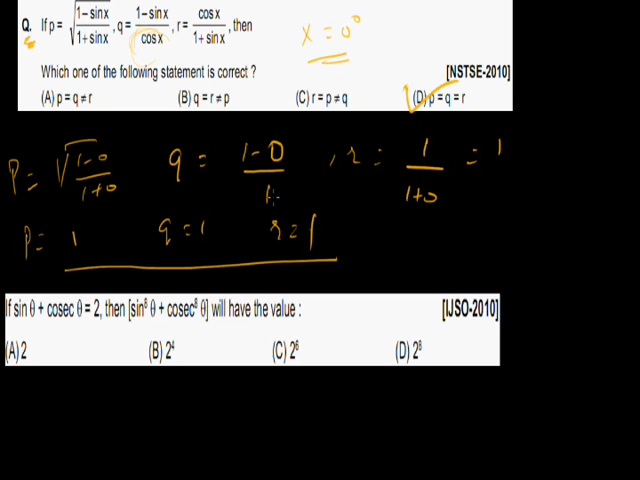 Q. If p = √(1–sinx / 1+sinx), q = 1–sinx / cosx, r = cosx / 1+sinx, then
x = 0°
Which one of the following statement is correct ? [NSTSE-2010]
(A) p = q ≠ r (B) q = r ≠ p (C) r = p ≠ q (D) p = q = r
P = √(1-0 / 1+0) q = 1-0 / 1+ , r = 1 / 1+0 = 1
P = 1 q = 1 r = 1
If sin θ + cosec θ = 2, then [sin⁸ θ + cosec⁸ θ] will have the value : [IJSO-2010]
(A) 2 (B) 2⁴ (C) 2⁶ (D) 2⁸